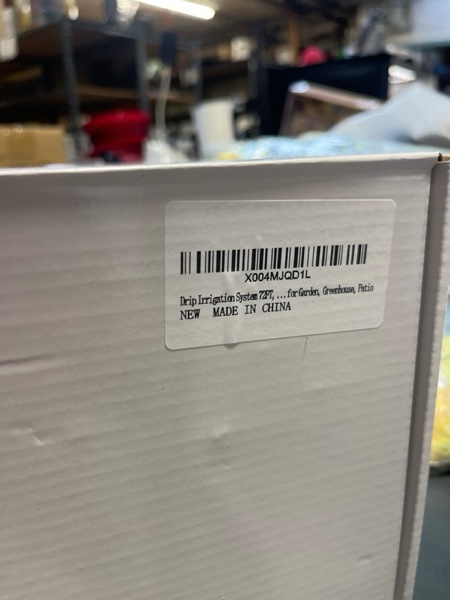 X004MJQD1L
Drip Irrigation System 72FT, ...for Garden, Greenhouse, Patio
NEW MADE IN CHINA